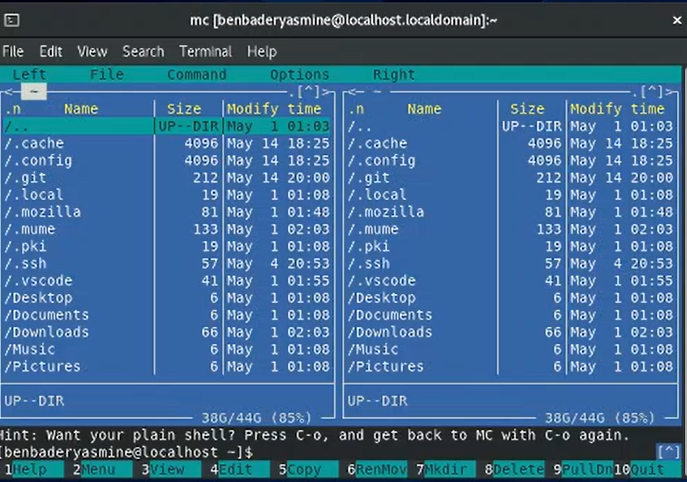 mc [benbaderyasmine@localhost.localdomain]:~
File Edit View Search Terminal Help
Left File Command Options Right
<— ~ .[^]> <— ~ .[^]>
.n Name Size Modify time .n Name Size Modify time
/.. UP--DIR May 1 01:03 /.. UP--DIR May 1 01:03
/.cache 4096 May 14 18:25 /.cache 4096 May 14 18:25
/.config 4096 May 14 18:25 /.config 4096 May 14 18:25
/.git 212 May 14 20:00 /.git 212 May 14 20:00
/.local 19 May 1 01:08 /.local 19 May 1 01:08
/.mozilla 81 May 1 01:48 /.mozilla 81 May 1 01:48
/.mume 133 May 1 02:03 /.mume 133 May 1 02:03
/.pki 19 May 1 01:08 /.pki 19 May 1 01:08
/.ssh 57 May 4 20:53 /.ssh 57 May 4 20:53
/.vscode 41 May 1 01:55 /.vscode 41 May 1 01:55
/Desktop 6 May 1 01:08 /Desktop 6 May 1 01:08
/Documents 6 May 1 01:08 /Documents 6 May 1 01:08
/Downloads 66 May 1 02:03 /Downloads 66 May 1 02:03
/Music 6 May 1 01:08 /Music 6 May 1 01:08
/Pictures 6 May 1 01:08 /Pictures 6 May 1 01:08
UP--DIR UP--DIR
38G/44G (85%) 38G/44G (85%)
Hint: Want your plain shell? Press C-o, and get back to MC with C-o again.
[benbaderyasmine@localhost ~]$ [^]
1Help 2Menu 3View 4Edit 5Copy 6RenMov 7Mkdir 8Delete 9PullDn 10Quit